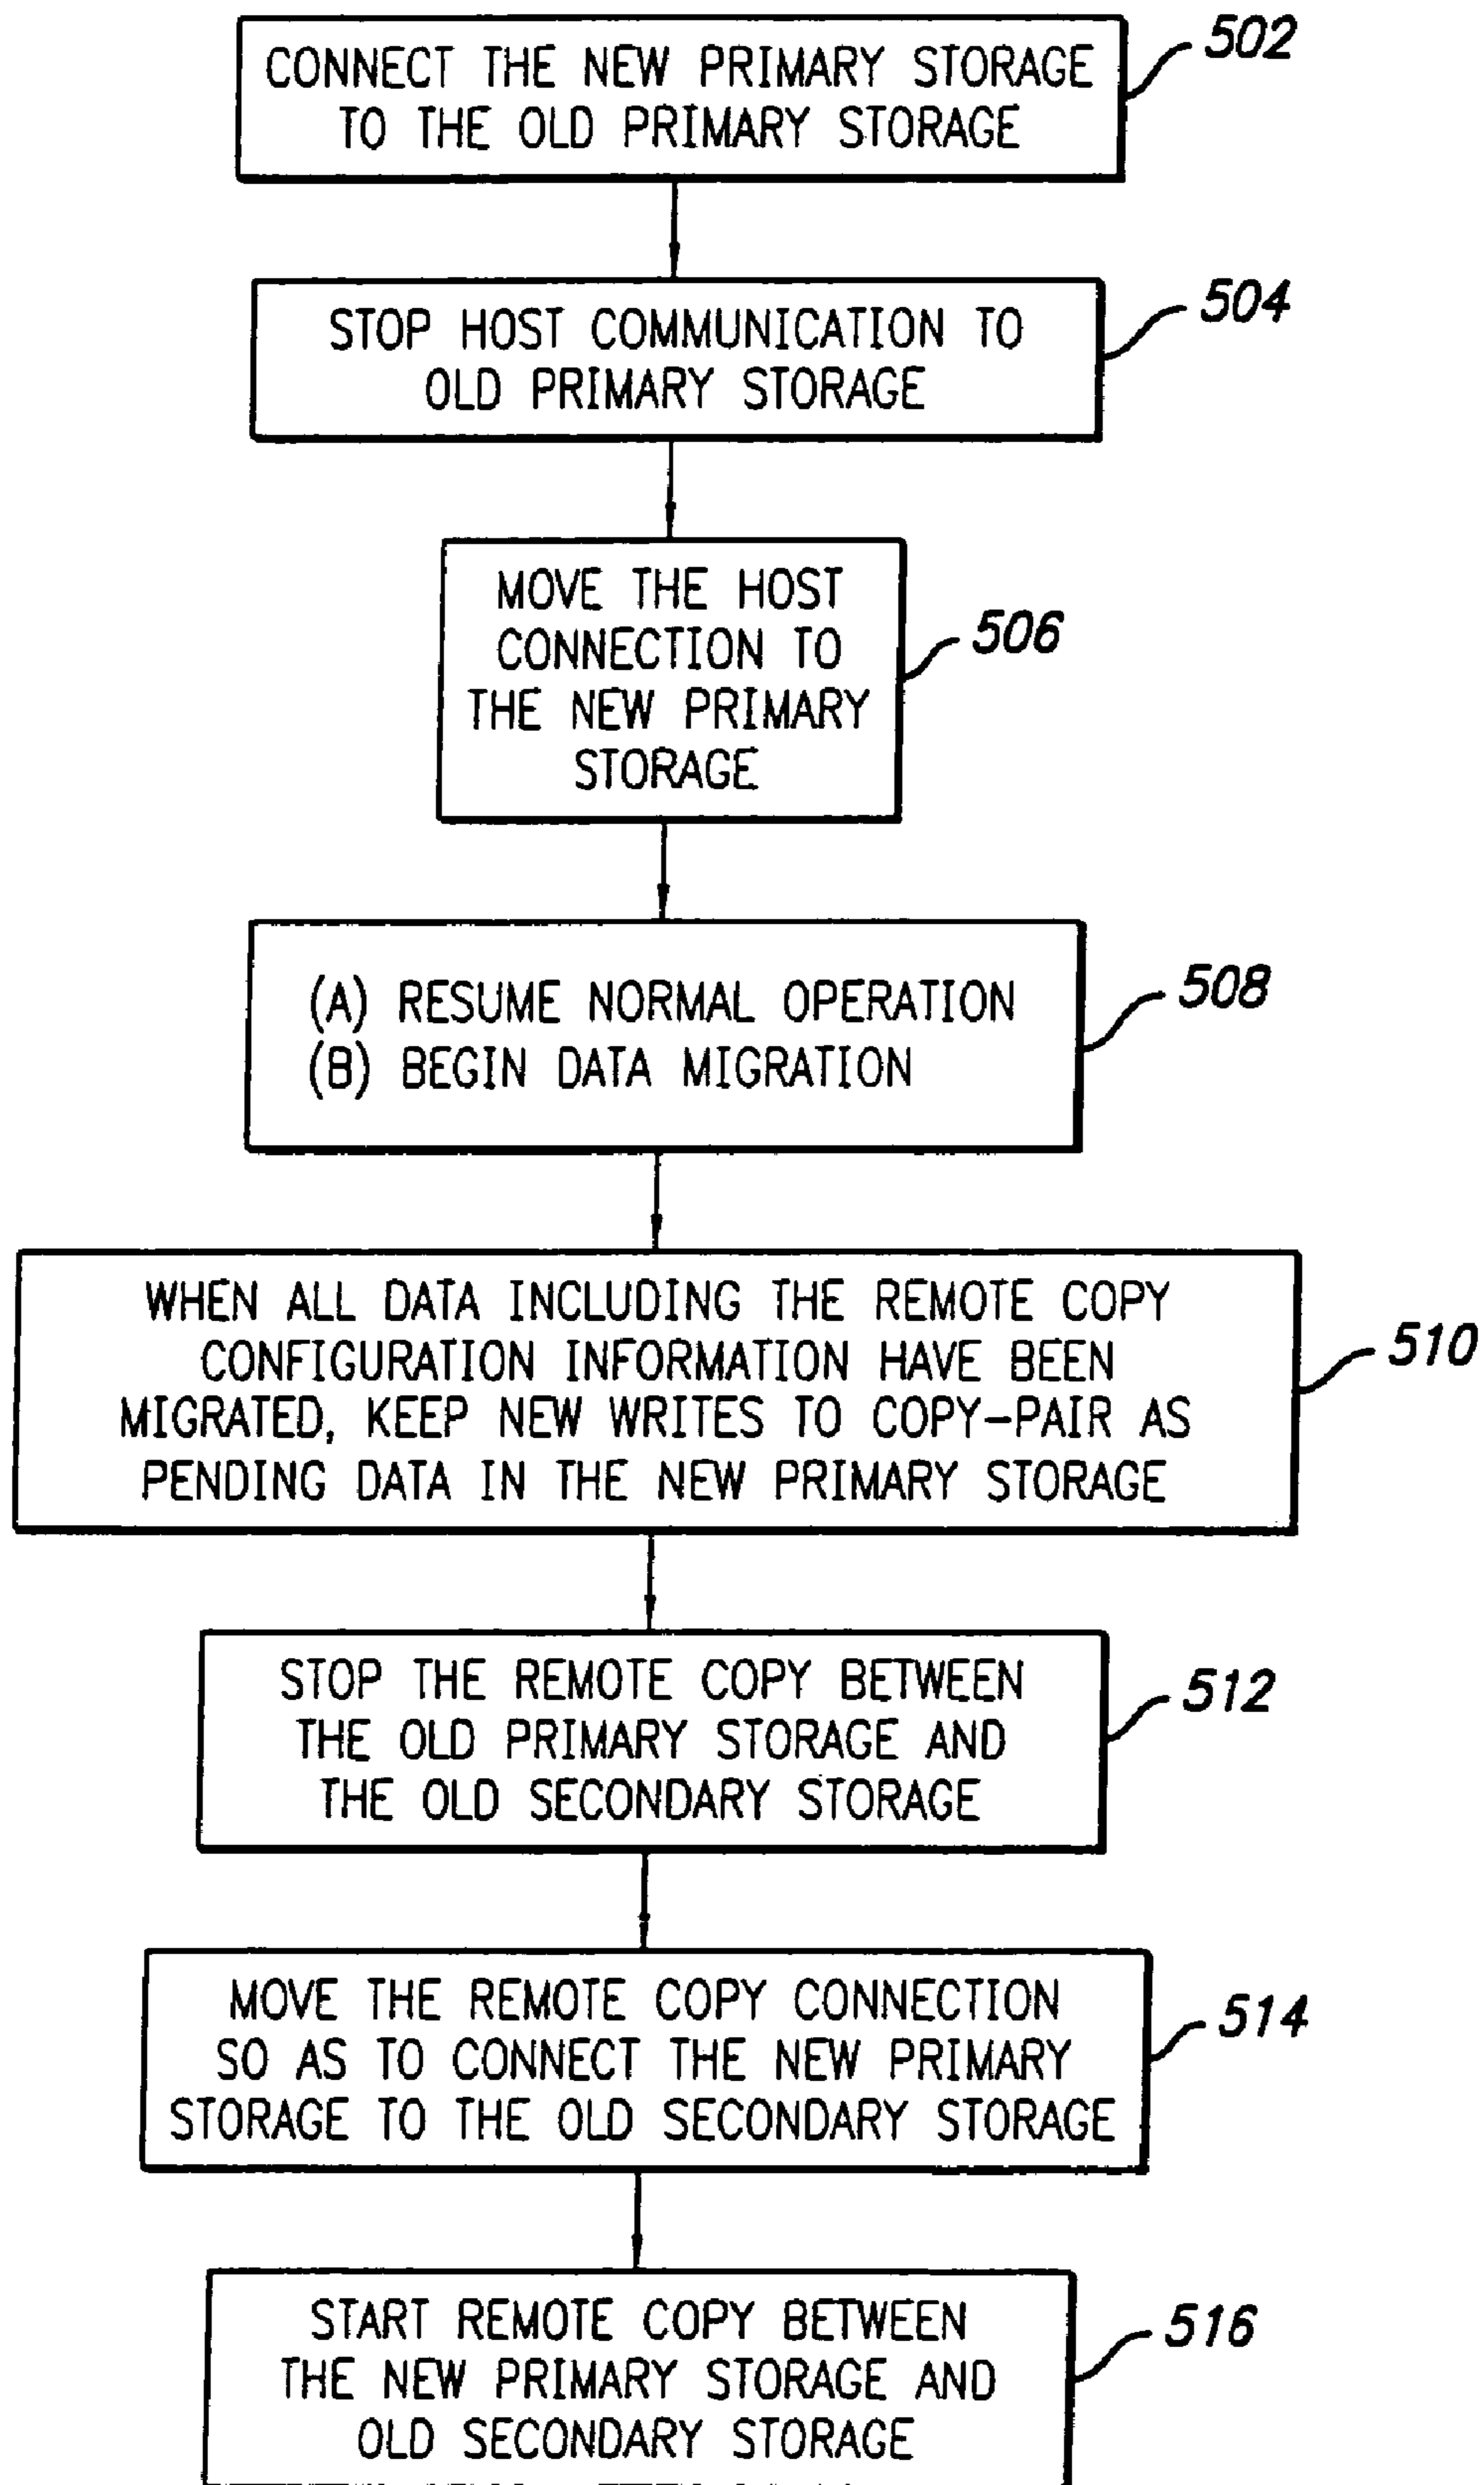 CONNECT THE NEW PRIMARY STORAGE
TO THE OLD PRIMARY STORAGE
502
STOP HOST COMMUNICATION TO
OLD PRIMARY STORAGE
504
MOVE THE HOST
CONNECTION TO
THE NEW PRIMARY
STORAGE
506
(A) RESUME NORMAL OPERATION
(B) BEGIN DATA MIGRATION
508
WHEN ALL DATA INCLUDING THE REMOTE COPY
CONFIGURATION INFORMATION HAVE BEEN
MIGRATED, KEEP NEW WRITES TO COPY-PAIR AS
PENDING DATA IN THE NEW PRIMARY STORAGE
510
STOP THE REMOTE COPY BETWEEN
THE OLD PRIMARY STORAGE AND
THE OLD SECONDARY STORAGE
512
MOVE THE REMOTE COPY CONNECTION
SO AS TO CONNECT THE NEW PRIMARY
STORAGE TO THE OLD SECONDARY STORAGE
514
START REMOTE COPY BETWEEN
THE NEW PRIMARY STORAGE AND
OLD SECONDARY STORAGE
516